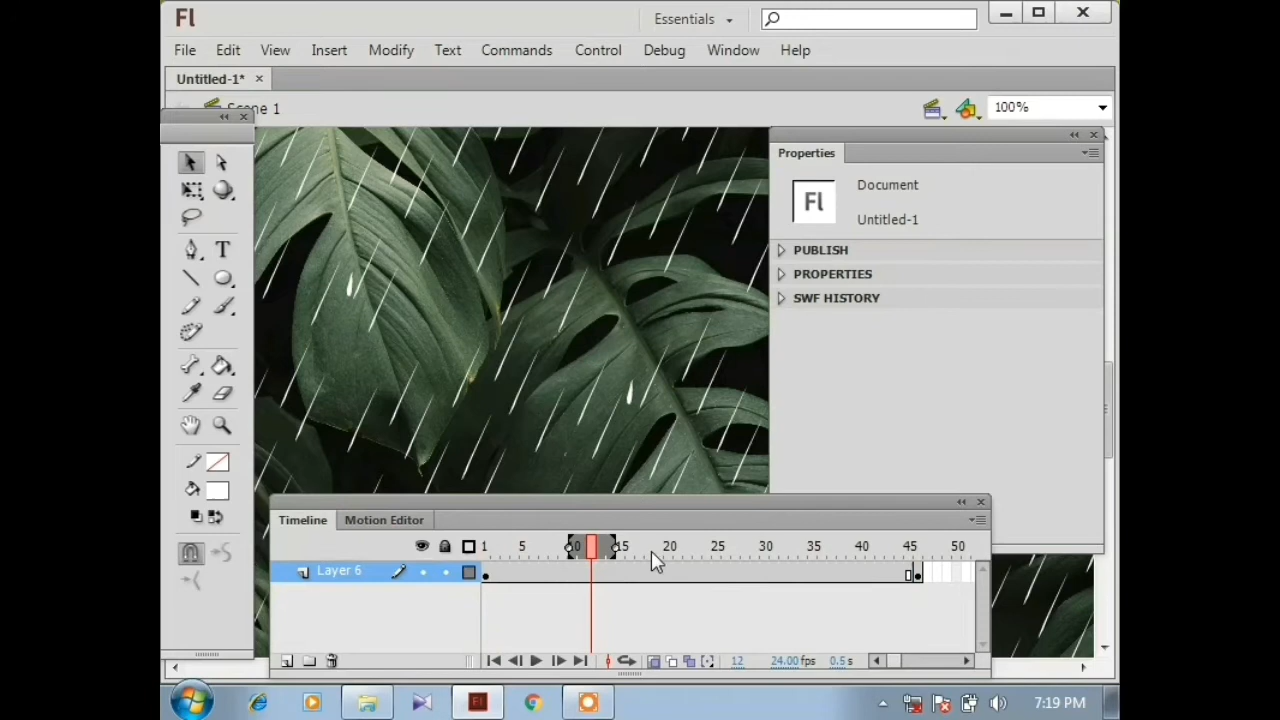 Fl
Essentials
File Edit View Insert Modify Text Commands Control Debug Window Help
Untitled-1* ×
Scene 1
100%
Properties
Fl
Document
Untitled-1
PUBLISH
PROPERTIES
SWF HISTORY
T
Timeline Motion Editor
1 5 10 15 20 25 30 35 40 45 50
Layer 6
12 24.00 fps 0.5 s
Fl
7:19 PM